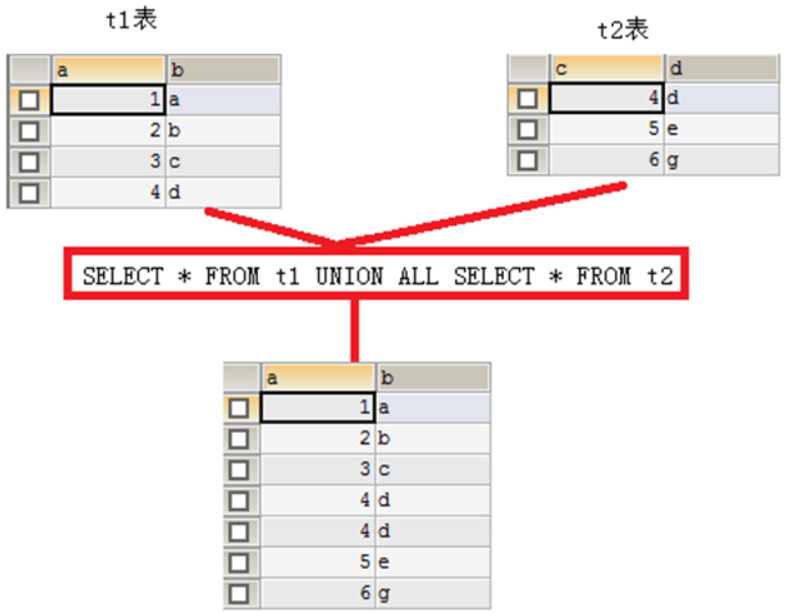 t1表
t2表
a b
1 a
2 b
3 c
4 d
c d
4 d
5 e
6 g
SELECT * FROM t1 UNION ALL SELECT * FROM t2
a b
1 a
2 b
3 c
4 d
4 d
5 e
6 g